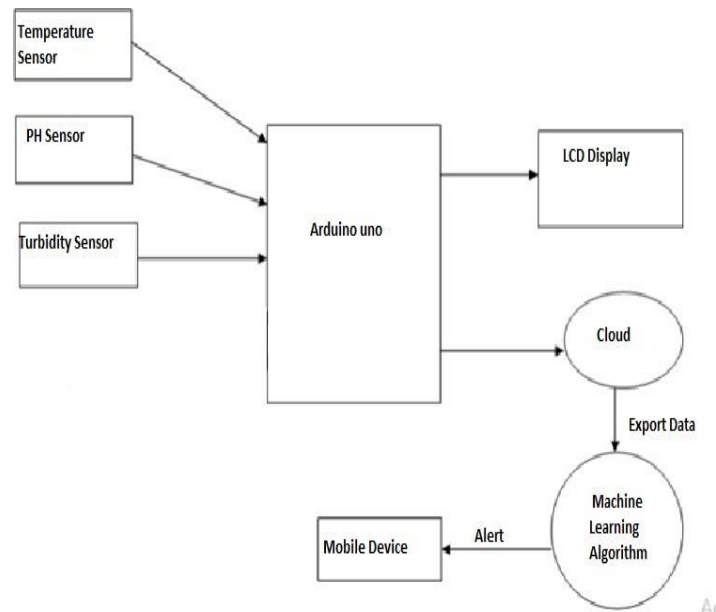 Temperature
Sensor
PH Sensor
Turbidity Sensor
Arduino uno
LCD Display
Cloud
Export Data
Machine
Learning
Algorithm
Alert
Mobile Device